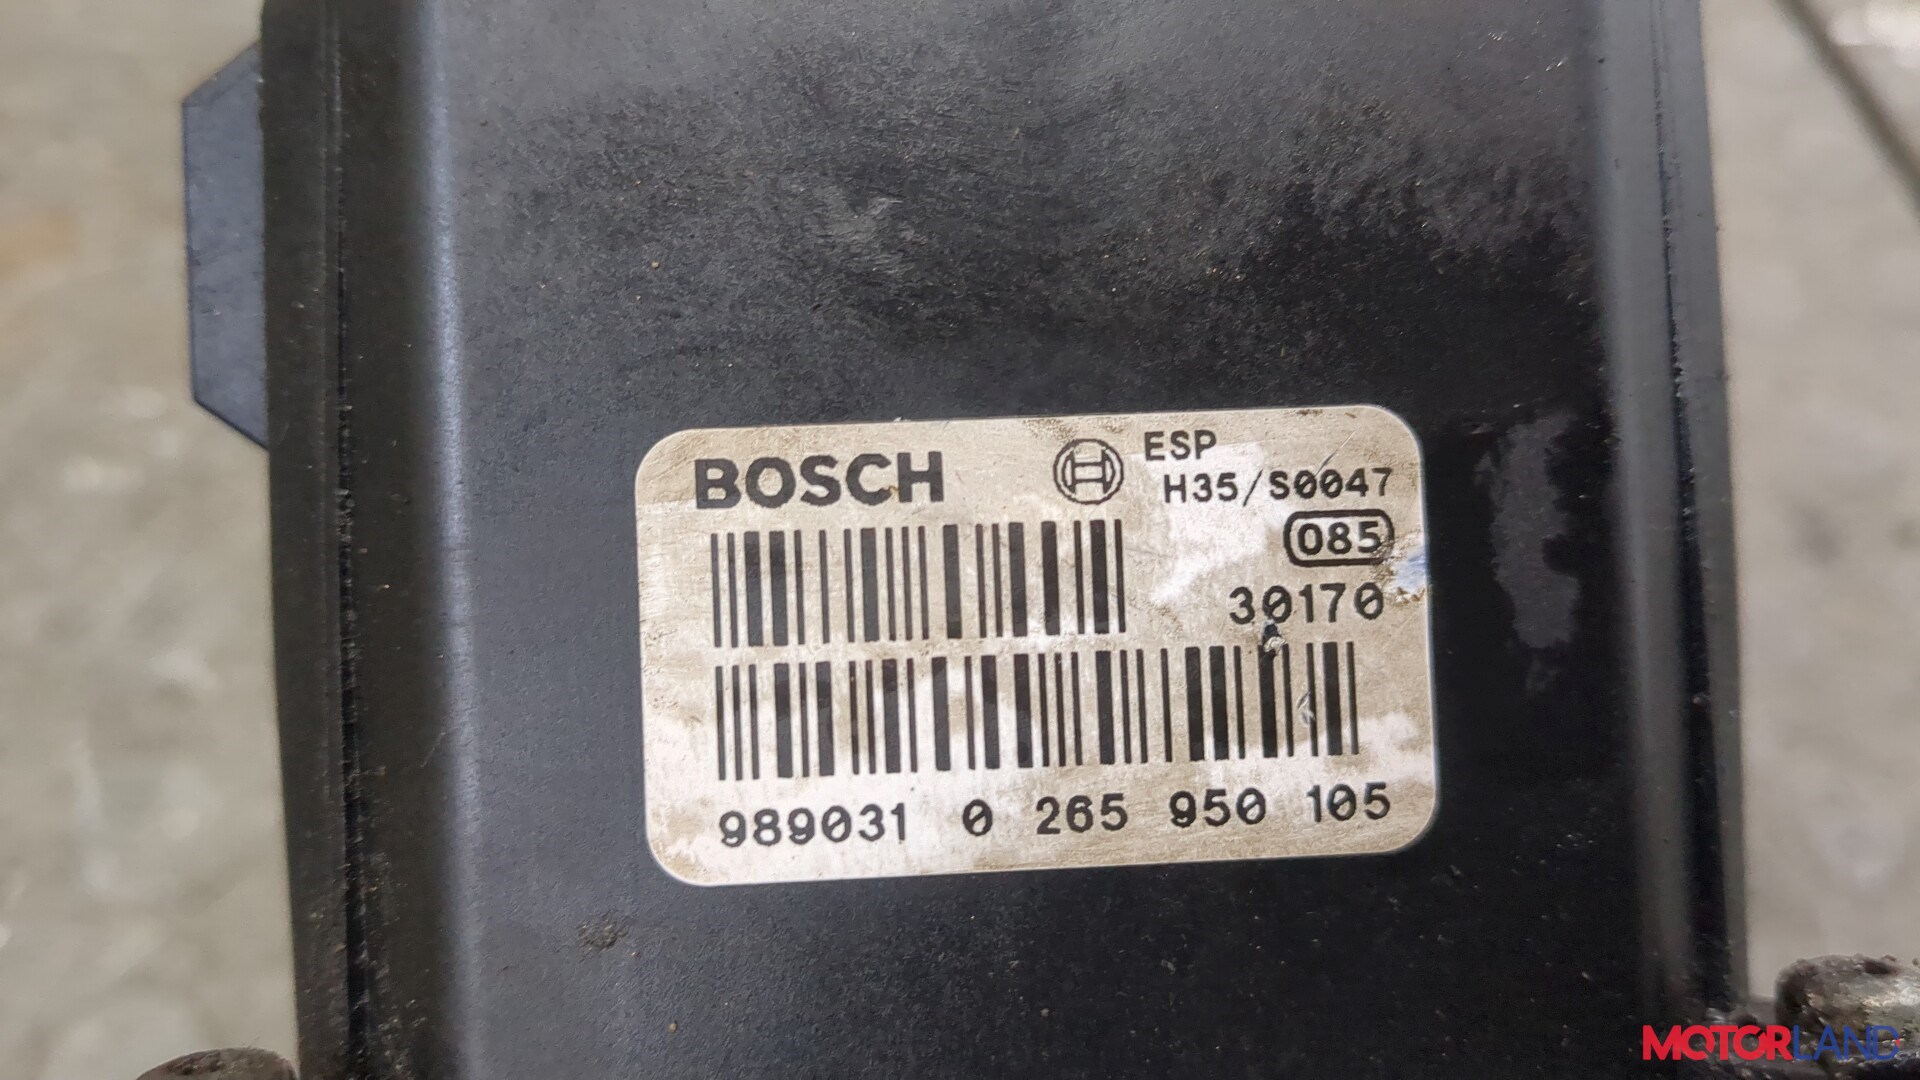 BOSCH
ESP
H35/S0047
085
30170
989031 0 265 950 105
MOTORLAND